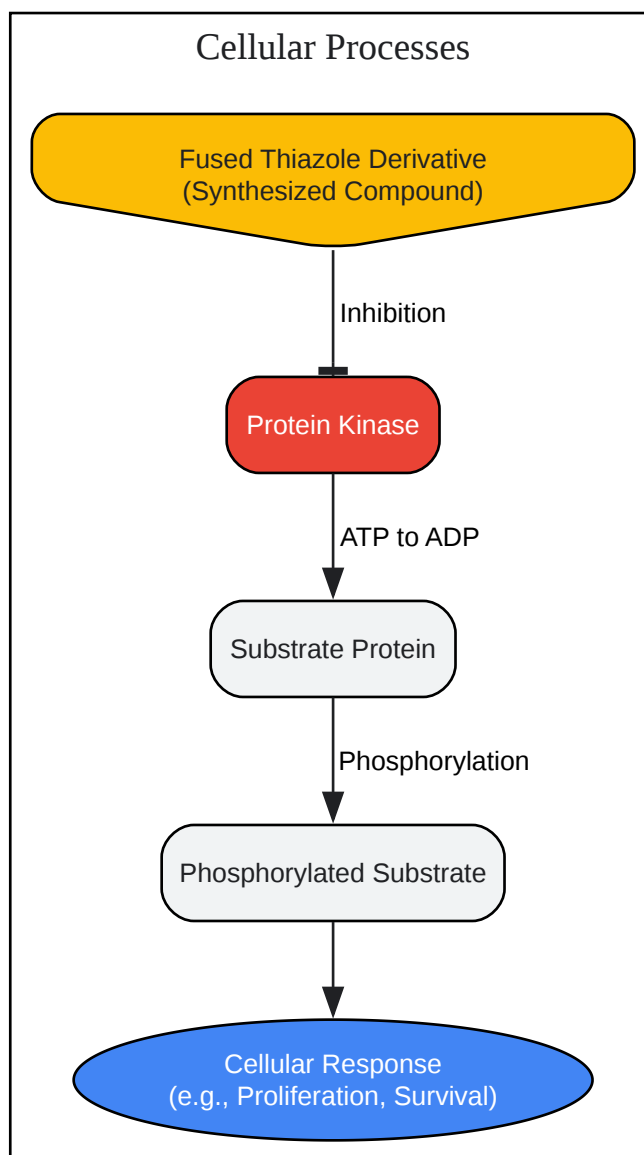 Cellular Processes
Fused Thiazole Derivative
(Synthesized Compound)
Inhibition
Protein Kinase
ATP to ADP
Substrate Protein
Phosphorylation
Phosphorylated Substrate
Cellular Response
(e.g., Proliferation, Survival)